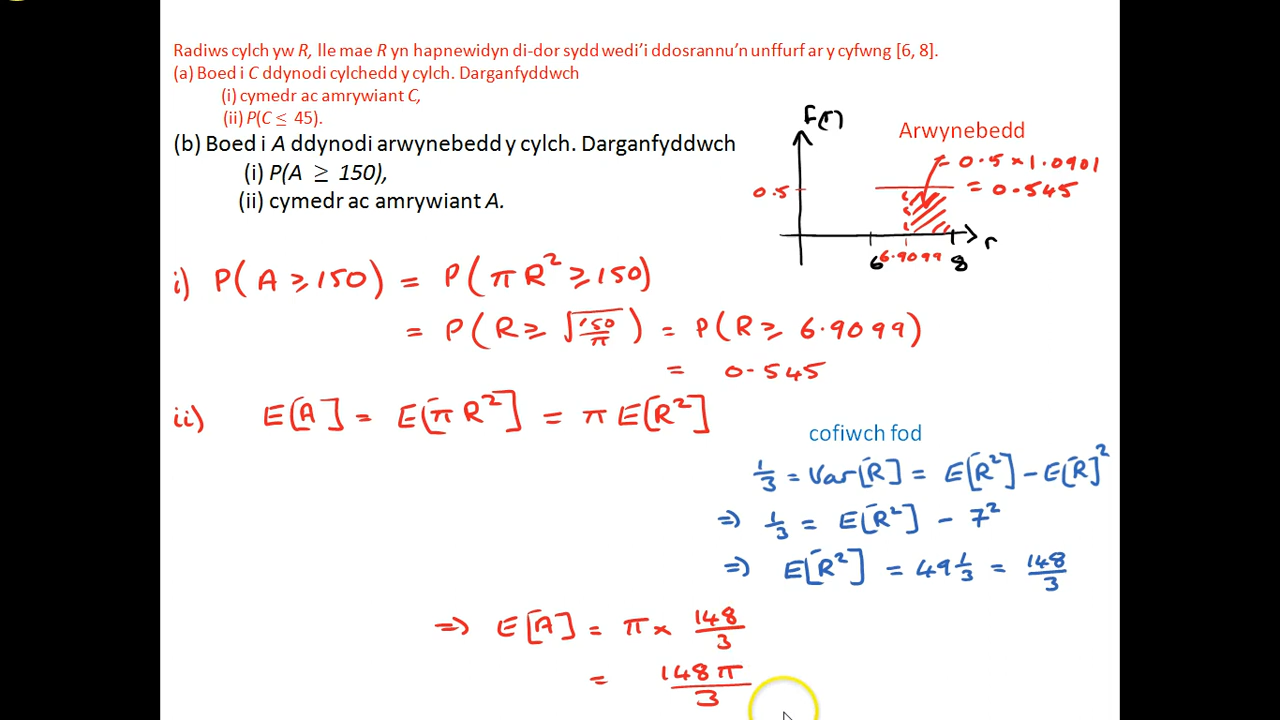 Radiws cylch yw R, lle mae R yn hapnewidyn di-dor sydd wedi'i ddosrannu'n unffurf ar y cyfwng [6, 8].
(a) Boed i C ddynodi cylchedd y cylch. Darganfyddwch
(i) cymedr ac amrywiant C,
(ii) P(C ≤ 45).
(b) Boed i A ddynodi arwynebedd y cylch. Darganfyddwch
(i) P(A ≥ 150),
(ii) cymedr ac amrywiant A.
f(r)
Arwynebedd
= 0.5 × 1.0901
= 0.545
0.5
6 6.9099 8 r
i) P(A ≥ 150) = P(πR² ≥ 150)
= P(R ≥ √(150/π)) = P(R ≥ 6.9099)
= 0.545
ii) E[A] = E[πR²] = πE[R²]
cofiwch fod
1/3 = Var[R] = E[R²] − E[R]²
⇒ 1/3 = E[R²] − 7²
⇒ E[R²] = 49 1/3 = 148/3
⇒ E[A] = π × 148/3
= 148π/3